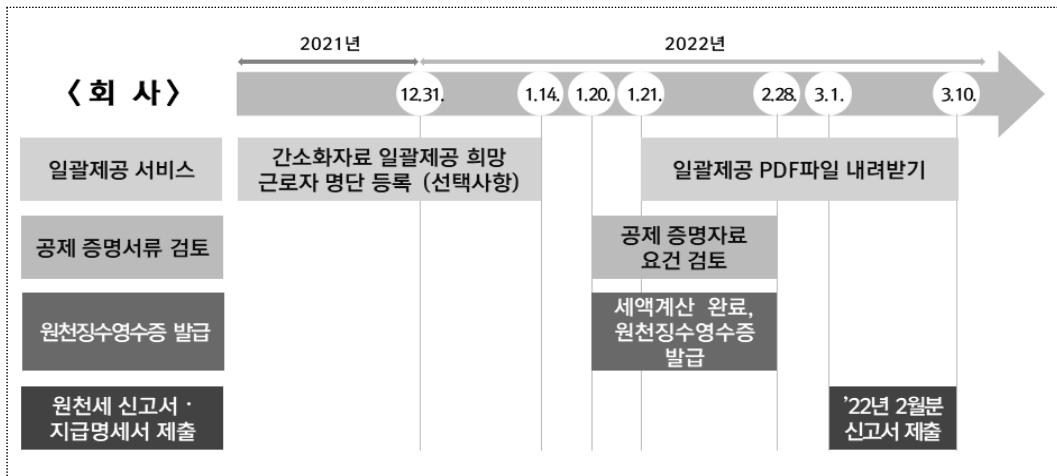 2021년
2022년
〈회 사〉
12.31.
1.14.
1.20.
1.21.
2.28.
3.1.
3.10.
일괄제공 서비스
간소화자료 일괄제공 희망
근로자 명단 등록 (선택사항)
일괄제공 PDF파일 내려받기
공제 증명서류 검토
공제 증명자료
요건 검토
원천징수영수증 발급
세액계산 완료,
원천징수영수증
발급
원천세 신고서 ·
지급명세서 제출
’22년 2월분
신고서 제출